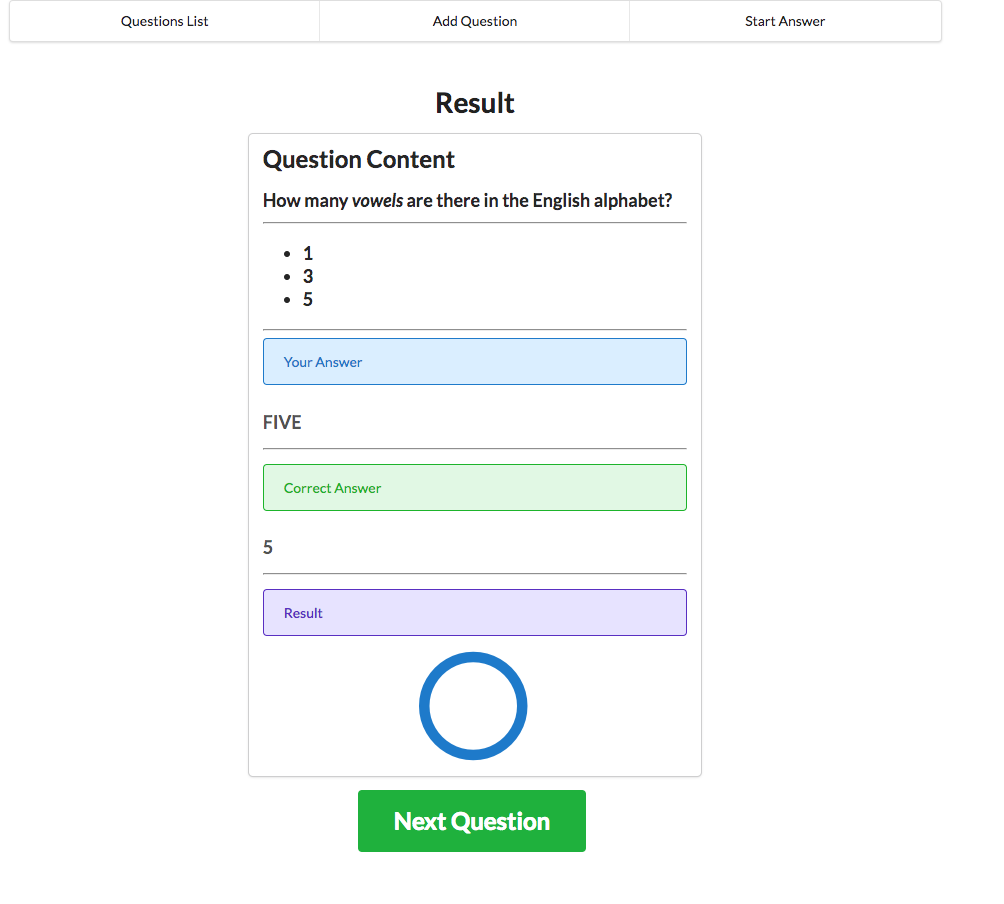 Questions List Add Question Start Answer
Result
Question Content
How many vowels are there in the English alphabet?
1
3
5
Your Answer
FIVE
Correct Answer
5
Result
Next Question